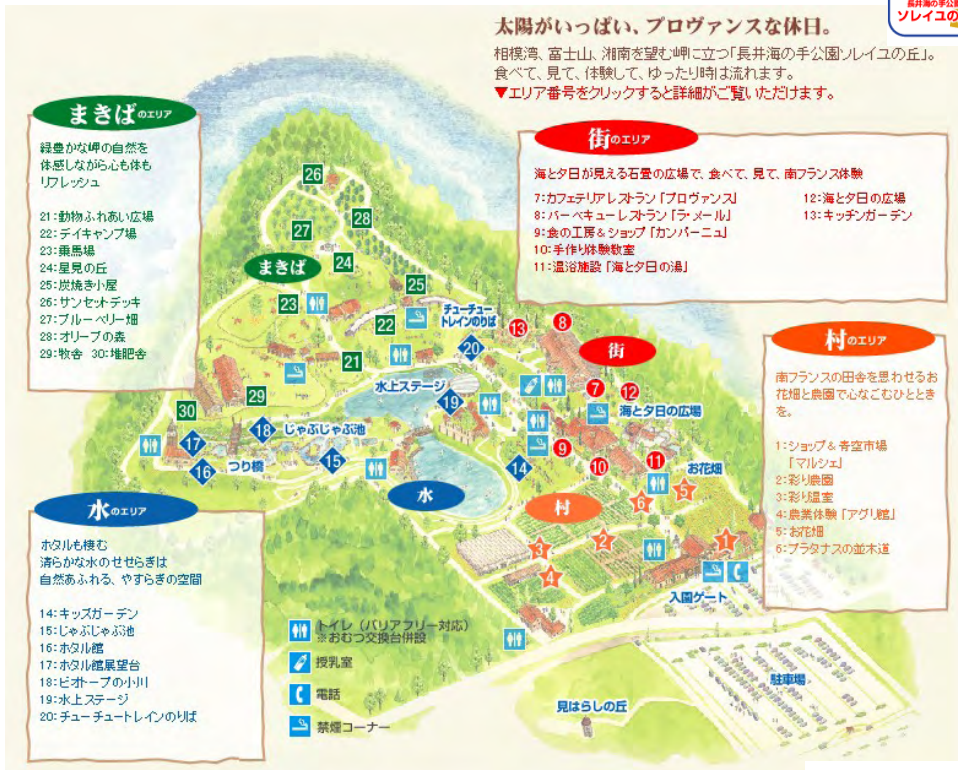 長井海の手公園
ソレイユの
太陽がいっぱい、プロヴァンスな休日。
相模湾、富士山、湘南を望む岬に立つ「長井海の手公園ソレイユの丘」。
食べて、見て、体験して、ゆったり時は流れます。
▼エリア番号をクリックすると詳細がご覧いただけます。
まきばのエリア
緑豊かな岬の自然を
体感しながら心も体も
リフレッシュ
21:動物ふれあい広場
22:デイキャンプ場
23:乗馬場
24:星見の丘
25:炭焼き小屋
26:サンセットデッキ
27:ブルーベリー畑
28:オリーブの森
29:牧舎 30:堆肥舎
街のエリア
海と夕日が見える石畳の広場で、食べて、見て、南フランス体験
7:カフェテリアレストラン「プロヴァンス」
8:バーベキューレストラン「ラ・メール」
9:食の工房&ショップ「カンパーニュ」
10:手作り体験教室
11:温浴施設「海と夕日の湯」
12:海と夕日の広場
13:キッチンガーデン
村のエリア
南フランスの田舎を思わせるお
花畑と農園で心なごむひととき
を。
1:ショップ&青空市場
「マルシェ」
2:彩り農園
3:彩り温室
4:農業体験「アグリ館」
5:お花畑
6:プラタナスの並木道
水のエリア
ホタルも棲む
清らかな水のせせらぎは
自然あふれる、やすらぎの空間
14:キッズガーデン
15:じゃぶじゃぶ池
16:ホタル館
17:ホタル館展望台
18:ビオトープの小川
19:水上ステージ
20:チューチュートレインのりば
26
28
27
まきば
24
25
23
22
チューチュー
トレインのりば
13
8
20
21
街
水上ステージ
19
7
12
海と夕日の広場
29
30
18
じゃぶじゃぶ池
17
つり橋
16
15
14
9
10
11
お花畑
水
村
6
5
3
2
1
4
入園ゲート
トイレ(バリアフリー対応)
※おむつ交換台併設
授乳室
電話
禁煙コーナー
見はらしの丘
駐車場